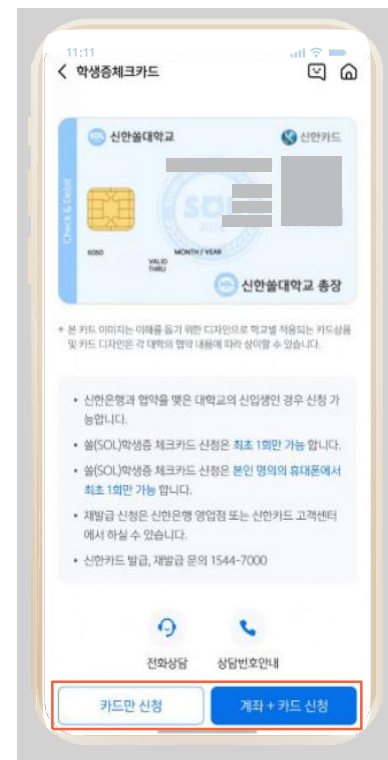 11:11
학생증체크카드
SOL 신한쏠대학교
신한카드
Check & Debit
SOL
6060
MONTH / YEAR
VALID
THRU
신한쏠대학교 총장
* 본 카드 이미지는 이해를 돕기 위한 디자인으로 학교별 적용되는 카드상품
및 카드 디자인은 각 대학의 협약 내용에 따라 상이할 수 있습니다.
• 신한은행과 협약을 맺은 대학교의 신입생인 경우 신청 가
능합니다.
• 쏠(SOL)학생증 체크카드 신청은 최초 1회만 가능 합니다.
• 쏠(SOL)학생증 체크카드 신청은 본인 명의의 휴대폰에서
최초 1회만 가능 합니다.
• 재발급 신청은 신한은행 영업점 또는 신한카드 고객센터
에서 하실 수 있습니다.
• 신한카드 발급, 재발급 문의 1544-7000
전화상담
상담번호안내
카드만 신청
계좌 + 카드 신청